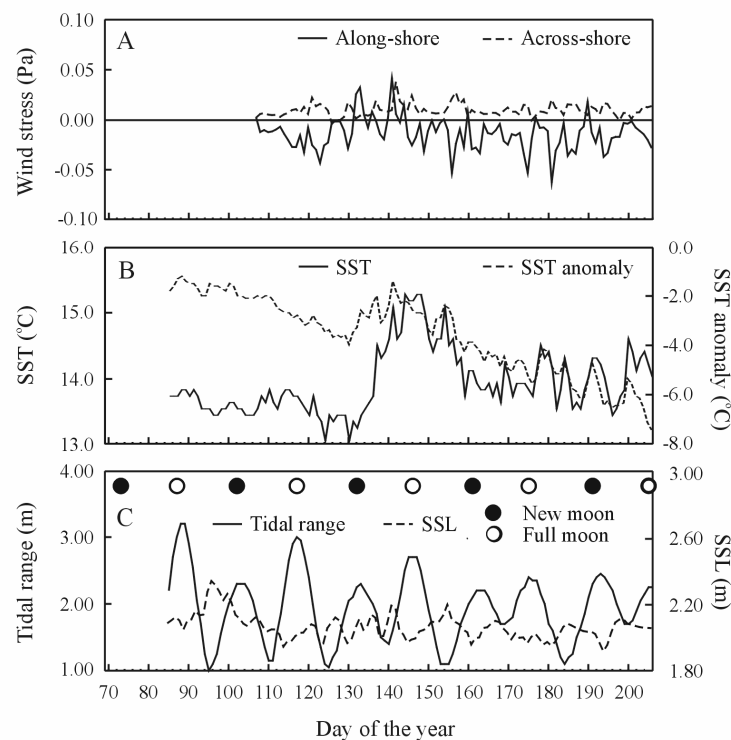 A
Along-shore
Across-shore
Wind stress (Pa)
0.10
0.05
0.00
-0.05
-0.10
B
SST
SST anomaly
SST (°C)
16.0
15.0
14.0
13.0
SST anomaly (°C)
0.0
-2.0
-4.0
-6.0
-8.0
C
Tidal range
SSL
New moon
Full moon
Tidal range (m)
4.00
3.00
2.00
1.00
SSL (m)
3.00
2.60
2.20
1.80
70 80 90 100 110 120 130 140 150 160 170 180 190 200
Day of the year